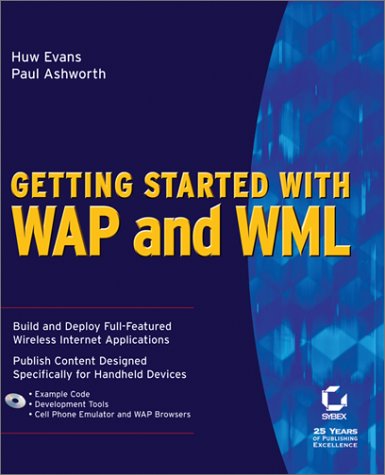 Huw Evans
Paul Ashworth
GETTING STARTED WITH
WAP and WML
Build and Deploy Full-Featured
Wireless Internet Applications
Publish Content Designed
Specifically for Handheld Devices
• Example Code
• Development Tools
• Cell Phone Emulator and WAP Browsers
SYBEX
25 YEARS
OF PUBLISHING
EXCELLENCE